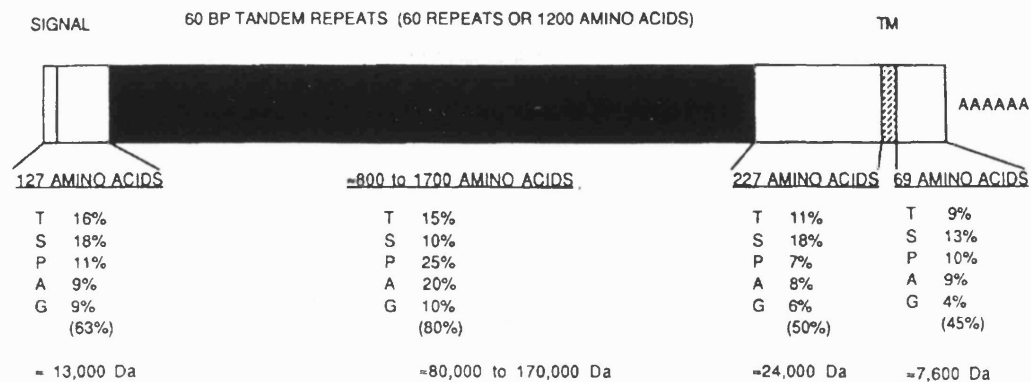 SIGNAL 60 BP TANDEM REPEATS (60 REPEATS OR 1200 AMINO ACIDS) TM
AAAAAA
127 AMINO ACIDS ≈800 to 1700 AMINO ACIDS 227 AMINO ACIDS 69 AMINO ACIDS
T 16% T 15% T 11% T 9%
S 18% S 10% S 18% S 13%
P 11% P 25% P 7% P 10%
A 9% A 20% A 8% A 9%
G 9% G 10% G 6% G 4%
(63%) (80%) (50%) (45%)
≈ 13,000 Da ≈80,000 to 170,000 Da ≈24,000 Da ≈7,600 Da